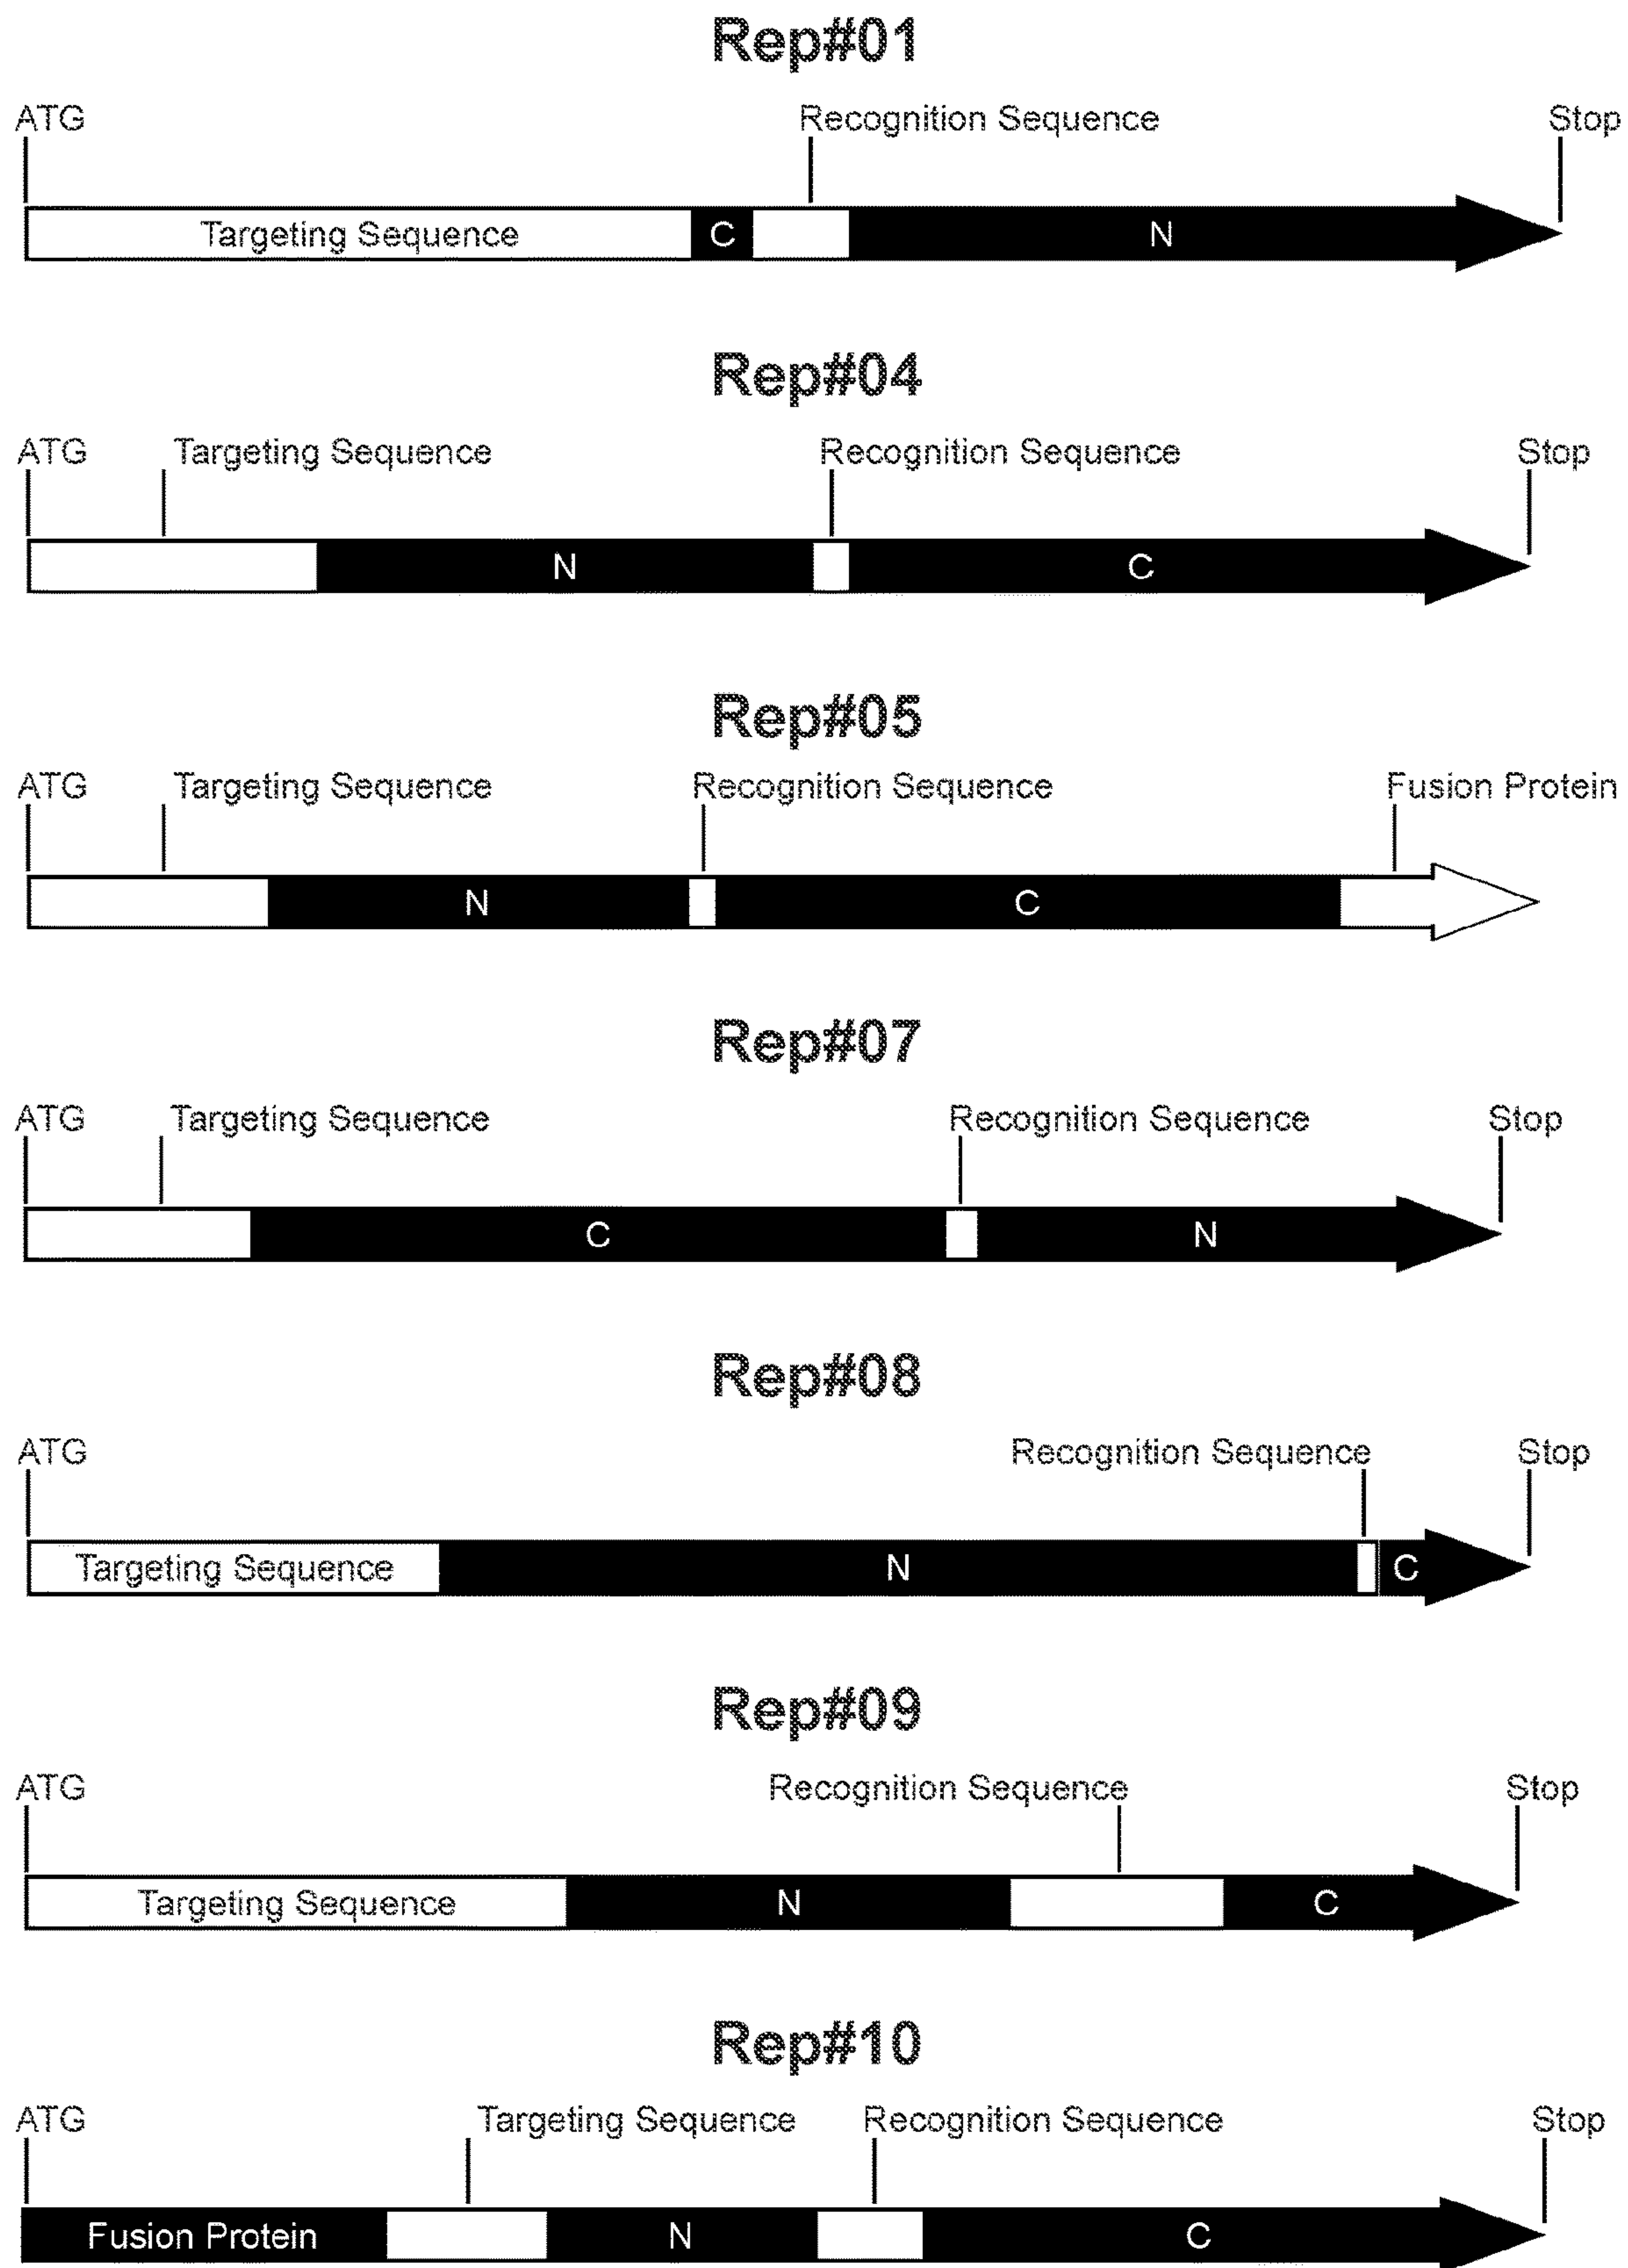 Rep#01
ATG Recognition Sequence Stop
Targeting Sequence C N
Rep#04
ATG Targeting Sequence Recognition Sequence Stop
N C
Rep#05
ATG Targeting Sequence Recognition Sequence Fusion Protein
N C
Rep#07
ATG Targeting Sequence Recognition Sequence Stop
C N
Rep#08
ATG Recognition Sequence Stop
Targeting Sequence N C
Rep#09
ATG Recognition Sequence Stop
Targeting Sequence N C
Rep#10
ATG Targeting Sequence Recognition Sequence Stop
Fusion Protein N C